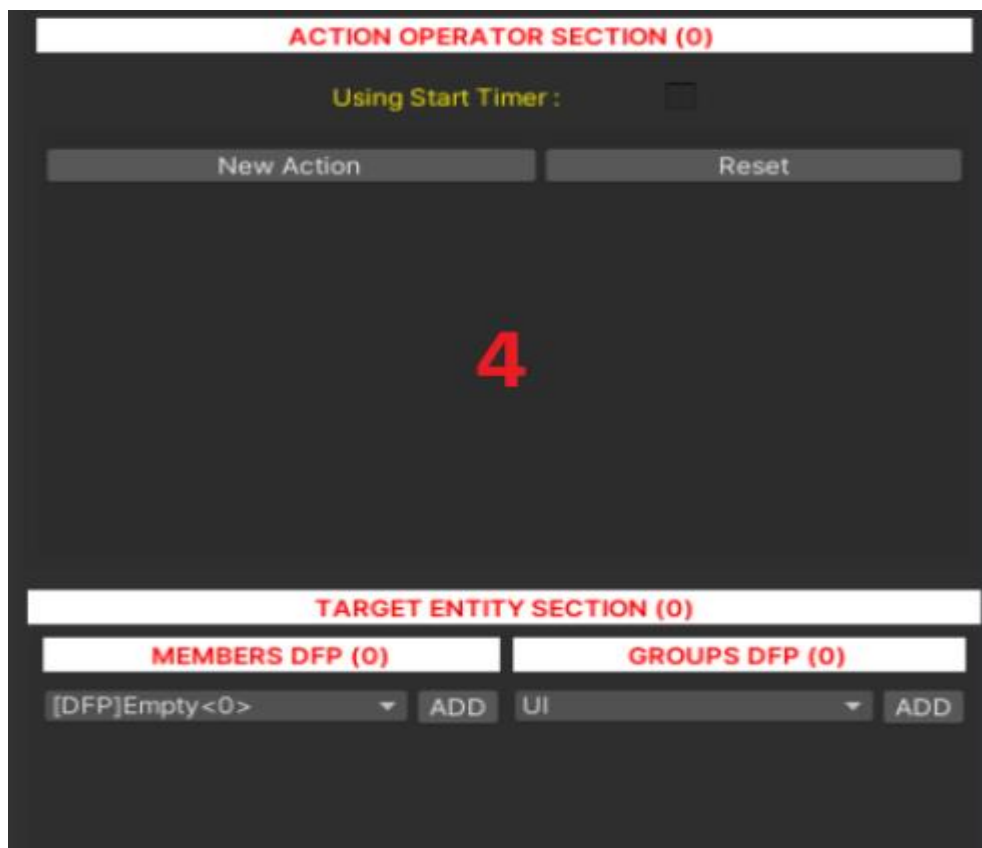 ACTION OPERATOR SECTION (0)
Using Start Timer :
New Action Reset
4
TARGET ENTITY SECTION (0)
MEMBERS DFP (0) GROUPS DFP (0)
[DFP]Empty<0> ADD UI ADD